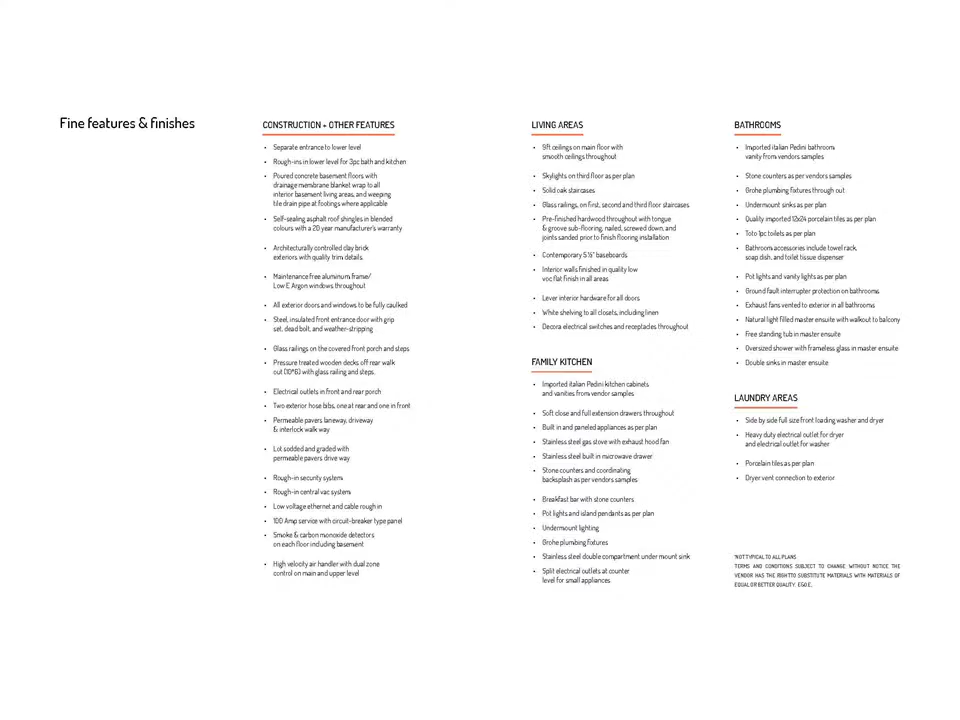 Fine features & finishes
CONSTRUCTION + OTHER FEATURES
• Separate entrance to lower level
• Rough-ins in lower level for 3pc bath and kitchen
• Poured concrete basement floors with
drainage membrane blanket wrap to all
interior basement living areas, and weeping
tile drain pipe at footings where applicable
• Self-sealing asphalt roof shingles in blended
colours with a 20 year manufacturer's warranty
• Architecturally controlled clay brick
exteriors with quality trim details.
• Maintenance free aluminum frame/
Low E Argon windows throughout
• All exterior doors and windows to be fully caulked
• Steel, insulated front entrance door with grip
set, dead bolt, and weather-stripping
• Glass railings on the covered front porch and steps
• Pressure treated wooden decks off rear walk
out (10*6) with glass railing and steps.
• Electrical outlets in front and rear porch
• Two exterior hose bibs, one at rear and one in front
• Permeable pavers laneway, driveway
& interlock walk way
• Lot sodded and graded with
permeable pavers drive way
• Rough-in security system
• Rough-in central vac system
• Low voltage ethernet and cable rough in
• 100 Amp service with circuit-breaker type panel
• Smoke & carbon monoxide detectors
on each floor including basement
• High velocity air handler with dual zone
control on main and upper level
LIVING AREAS
• 9ft ceilings on main floor with
smooth ceilings throughout
• Skylights on third floor as per plan
• Solid oak staircases
• Glass railings, on first, second and third floor staircases
• Pre-finished hardwood throughout with tongue
& groove sub-flooring, nailed, screwed down, and
joints sanded prior to finish flooring installation
• Contemporary 5 ½" baseboards
• Interior walls finished in quality low
voc flat finish in all areas
• Lever interior hardware for all doors
• White shelving to all closets, including linen
• Decora electrical switches and receptacles throughout
FAMILY KITCHEN
• Imported italian Pedini kitchen cabinets
and vanities from vendor samples
• Soft close and full extension drawers throughout
• Built in and paneled appliances as per plan
• Stainless steel gas stove with exhaust hood fan
• Stainless steel built in microwave drawer
• Stone counters and coordinating
backsplash as per vendors samples
• Breakfast bar with stone counters
• Pot lights and island pendants as per plan
• Undermount lighting
• Grohe plumbing fixtures
• Stainless steel double compartment under mount sink
• Split electrical outlets at counter
level for small appliances
BATHROOMS
• Imported italian Pedini bathroom
vanity from vendors samples
• Stone counters as per vendors samples
• Grohe plumbing fixtures through out
• Undermount sinks as per plan
• Quality imported 12x24 porcelain tiles as per plan
• Toto 1pc toilets as per plan
• Bathroom accessories include towel rack,
soap dish, and toilet tissue dispenser
• Pot lights and vanity lights as per plan
• Ground fault interrupter protection on bathrooms
• Exhaust fans vented to exterior in all bathrooms
• Natural light filled master ensuite with walkout to balcony
• Free standing tub in master ensuite
• Oversized shower with frameless glass in master ensuite
• Double sinks in master ensuite
LAUNDRY AREAS
• Side by side full size front loading washer and dryer
• Heavy duty electrical outlet for dryer
and electrical outlet for washer
• Porcelain tiles as per plan
• Dryer vent connection to exterior
*NOT TYPICAL TO ALL PLANS
TERMS AND CONDITIONS SUBJECT TO CHANGE WITHOUT NOTICE THE
VENDOR HAS THE RIGHT TO SUBSTITUTE MATERIALS WITH MATERIALS OF
EQUAL OR BETTER QUALITY. E&O.E.